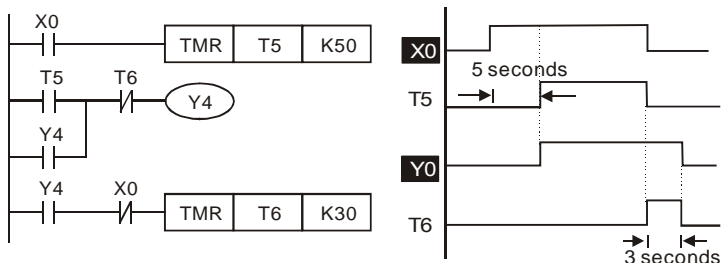 X0
TMR T5 K50
T5 T6
Y4
Y4
Y4 X0
TMR T6 K30
X0
5 seconds
T5
Y0
T6
3 seconds